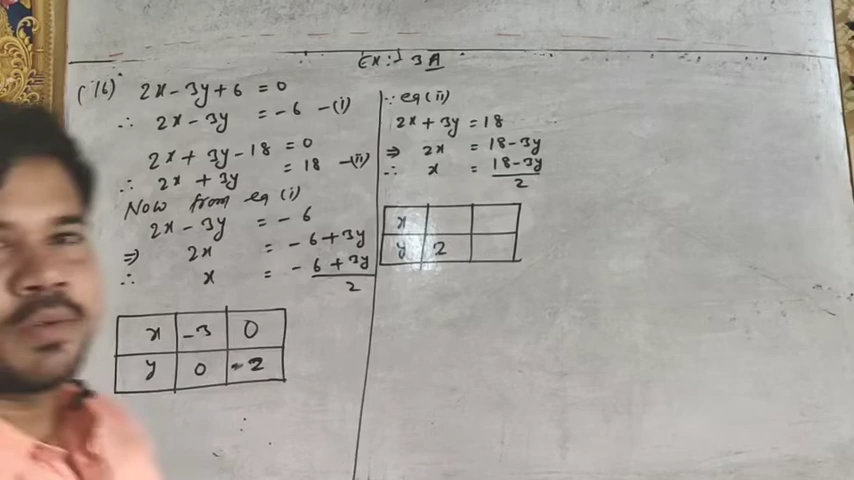 Ex:- 3A
(16) 2x - 3y + 6 = 0
∴ 2x - 3y = - 6 - (i)
2x + 3y - 18 = 0
∴ 2x + 3y = 18 - (ii)
Now from eq (i)
2x - 3y = - 6
⇒ 2x = - 6 + 3y
∴ x = - 6 + 3y / 2
x -3 0
y 0 -2
∵ eq (ii)
2x + 3y = 18
⇒ 2x = 18 - 3y
∴ x = 18 - 3y / 2
x
y 2